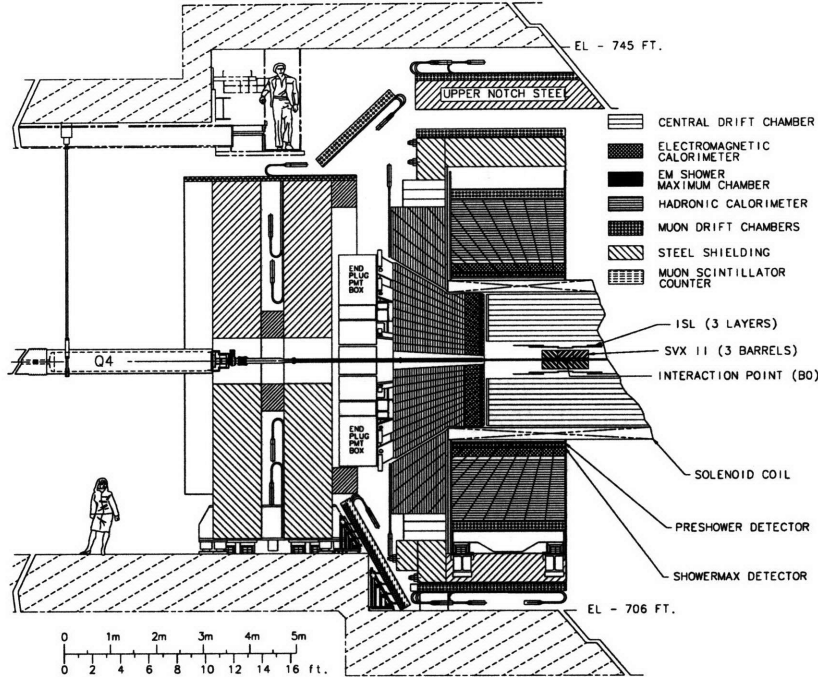 EL - 745 FT.
UPPER NOTCH STEEL
CENTRAL DRIFT CHAMBER
ELECTROMAGNETIC
CALORIMETER
EM SHOWER
MAXIMUM CHAMBER
HADRONIC CALORIMETER
MUON DRIFT CHAMBERS
STEEL SHIELDING
MUON SCINTILLATOR
COUNTER
END
PLUG
PMT
BOX
ISL (3 LAYERS)
SVX II (3 BARRELS)
INTERACTION POINT (B0)
Q4
END
PLUG
PMT
BOX
SOLENOID COIL
PRESHOWER DETECTOR
SHOWERMAX DETECTOR
EL - 706 FT.
0 1m 2m 3m 4m 5m
0 2 4 6 8 10 12 14 16 ft.